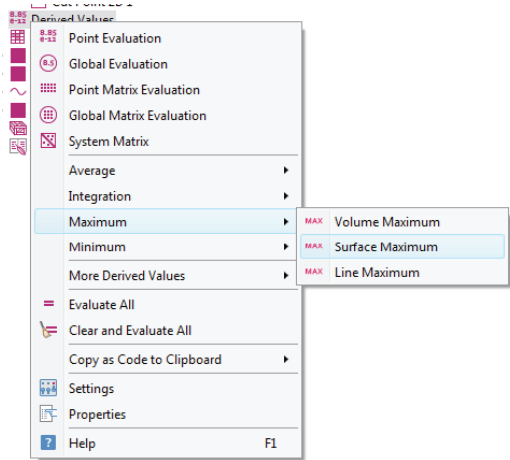 Cut Point 2D 1
8.85
e-12
Derived Values
8.85
e-12
Point Evaluation
8.5
Global Evaluation
Point Matrix Evaluation
Global Matrix Evaluation
System Matrix
Average
Integration
Maximum
MAX Volume Maximum
Minimum
MAX Surface Maximum
More Derived Values
MAX Line Maximum
Evaluate All
Clear and Evaluate All
Copy as Code to Clipboard
Settings
Properties
? Help F1